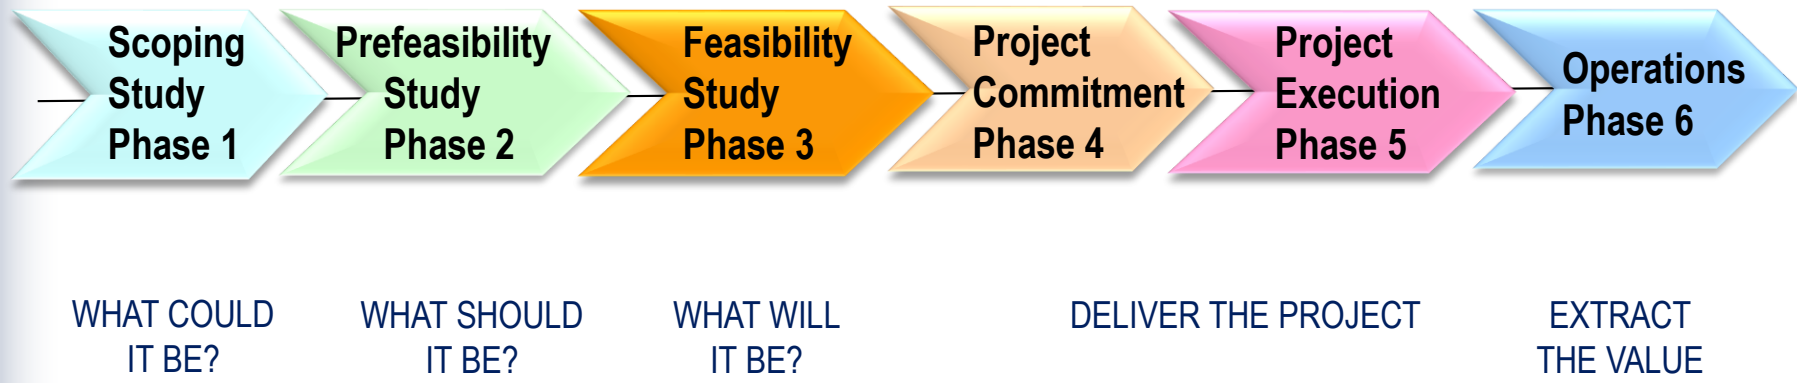 Scoping
Study
Phase 1
Prefeasibility
Study
Phase 2
Feasibility
Study
Phase 3
Project
Commitment
Phase 4
Project
Execution
Phase 5
Operations
Phase 6
WHAT COULD
IT BE?
WHAT SHOULD
IT BE?
WHAT WILL
IT BE?
DELIVER THE PROJECT
EXTRACT
THE VALUE